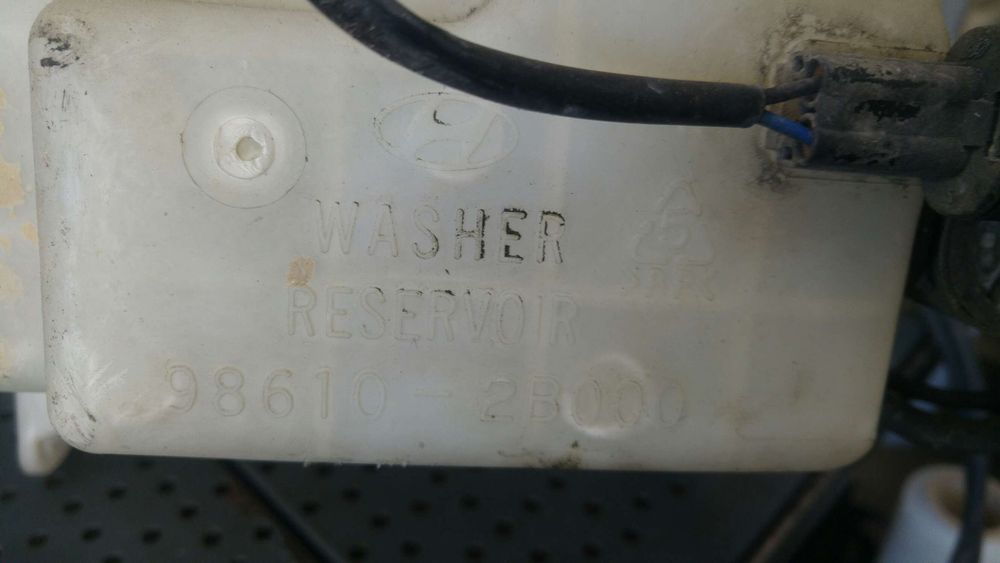 WASHER
RESERVOIR
98610-2B000